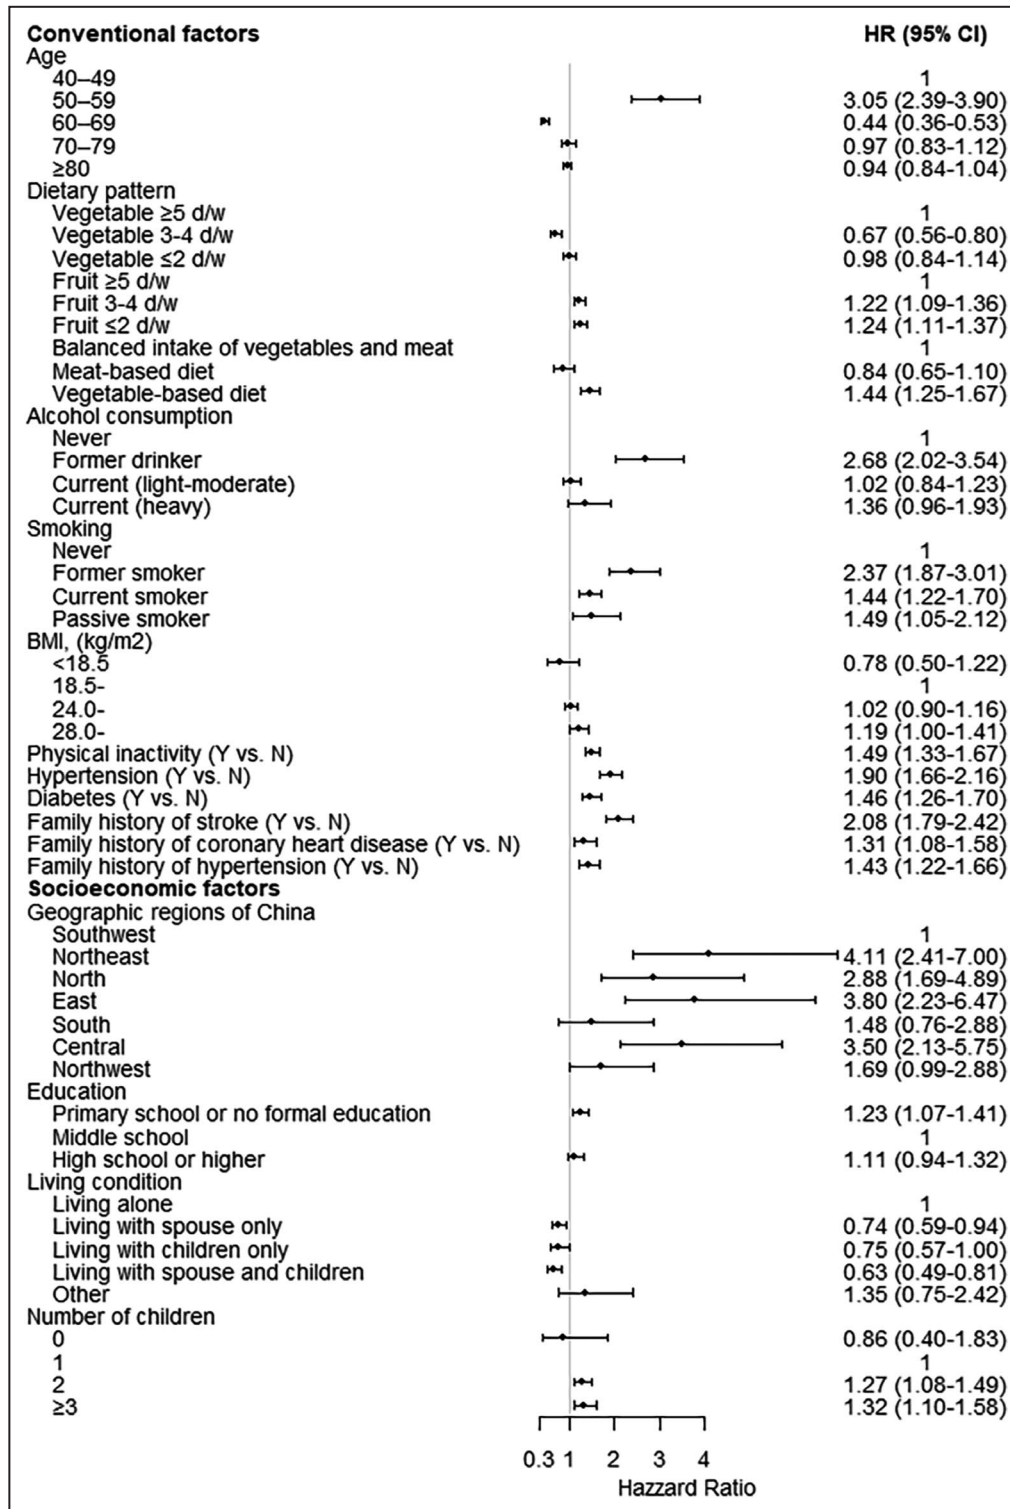 Conventional factors HR (95% CI)
Age
40–49 1
50–59 3.05 (2.39-3.90)
60–69 0.44 (0.36-0.53)
70–79 0.97 (0.83-1.12)
≥80 0.94 (0.84-1.04)
Dietary pattern
Vegetable ≥5 d/w 1
Vegetable 3-4 d/w 0.67 (0.56-0.80)
Vegetable ≤2 d/w 0.98 (0.84-1.14)
Fruit ≥5 d/w 1
Fruit 3-4 d/w 1.22 (1.09-1.36)
Fruit ≤2 d/w 1.24 (1.11-1.37)
Balanced intake of vegetables and meat 1
Meat-based diet 0.84 (0.65-1.10)
Vegetable-based diet 1.44 (1.25-1.67)
Alcohol consumption
Never 1
Former drinker 2.68 (2.02-3.54)
Current (light-moderate) 1.02 (0.84-1.23)
Current (heavy) 1.36 (0.96-1.93)
Smoking
Never 1
Former smoker 2.37 (1.87-3.01)
Current smoker 1.44 (1.22-1.70)
Passive smoker 1.49 (1.05-2.12)
BMI, (kg/m2)
<18.5 0.78 (0.50-1.22)
18.5- 1
24.0- 1.02 (0.90-1.16)
28.0- 1.19 (1.00-1.41)
Physical inactivity (Y vs. N) 1.49 (1.33-1.67)
Hypertension (Y vs. N) 1.90 (1.66-2.16)
Diabetes (Y vs. N) 1.46 (1.26-1.70)
Family history of stroke (Y vs. N) 2.08 (1.79-2.42)
Family history of coronary heart disease (Y vs. N) 1.31 (1.08-1.58)
Family history of hypertension (Y vs. N) 1.43 (1.22-1.66)
Socioeconomic factors
Geographic regions of China
Southwest 1
Northeast 4.11 (2.41-7.00)
North 2.88 (1.69-4.89)
East 3.80 (2.23-6.47)
South 1.48 (0.76-2.88)
Central 3.50 (2.13-5.75)
Northwest 1.69 (0.99-2.88)
Education
Primary school or no formal education 1.23 (1.07-1.41)
Middle school 1
High school or higher 1.11 (0.94-1.32)
Living condition
Living alone 1
Living with spouse only 0.74 (0.59-0.94)
Living with children only 0.75 (0.57-1.00)
Living with spouse and children 0.63 (0.49-0.81)
Other 1.35 (0.75-2.42)
Number of children
0 0.86 (0.40-1.83)
1 1
2 1.27 (1.08-1.49)
≥3 1.32 (1.10-1.58)
0.3 1 2 3 4
Hazzard Ratio